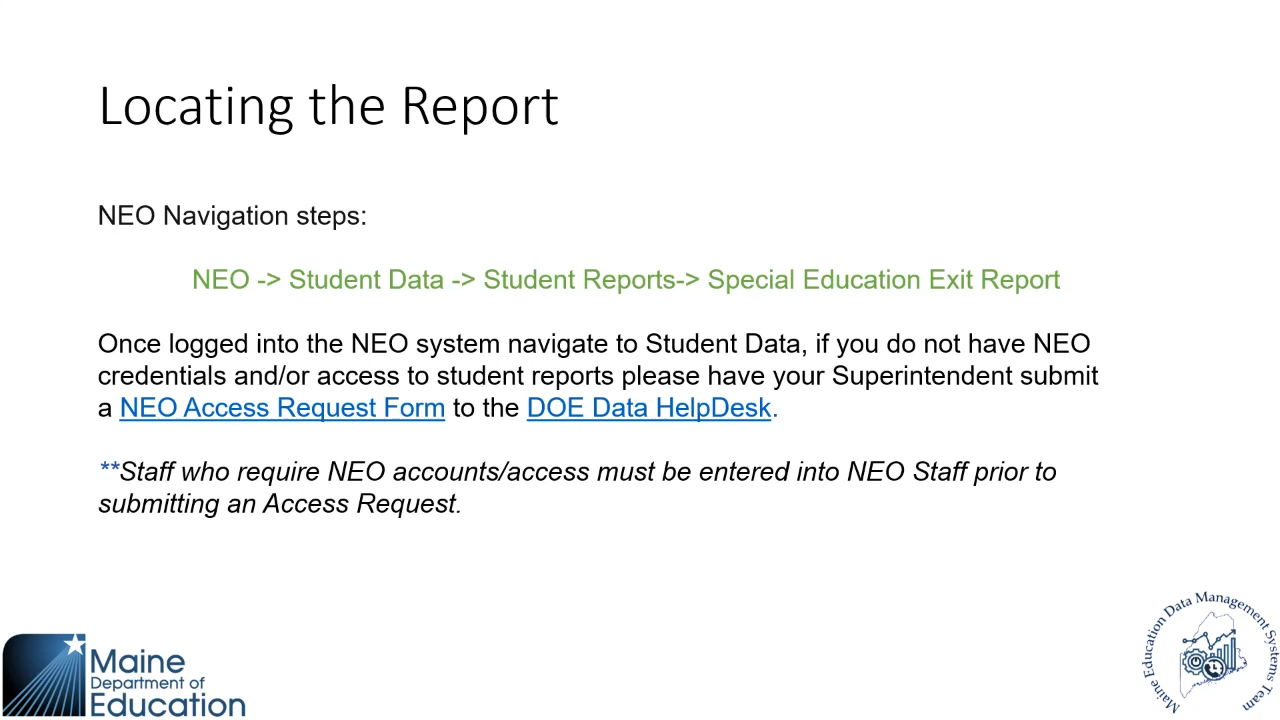 Locating the Report
NEO Navigation steps:
NEO -> Student Data -> Student Reports-> Special Education Exit Report
Once logged into the NEO system navigate to Student Data, if you do not have NEO
credentials and/or access to student reports please have your Superintendent submit
a NEO Access Request Form to the DOE Data HelpDesk.
**Staff who require NEO accounts/access must be entered into NEO Staff prior to
submitting an Access Request.
Maine
Department of
Education
Maine Education Data Management Systems Team